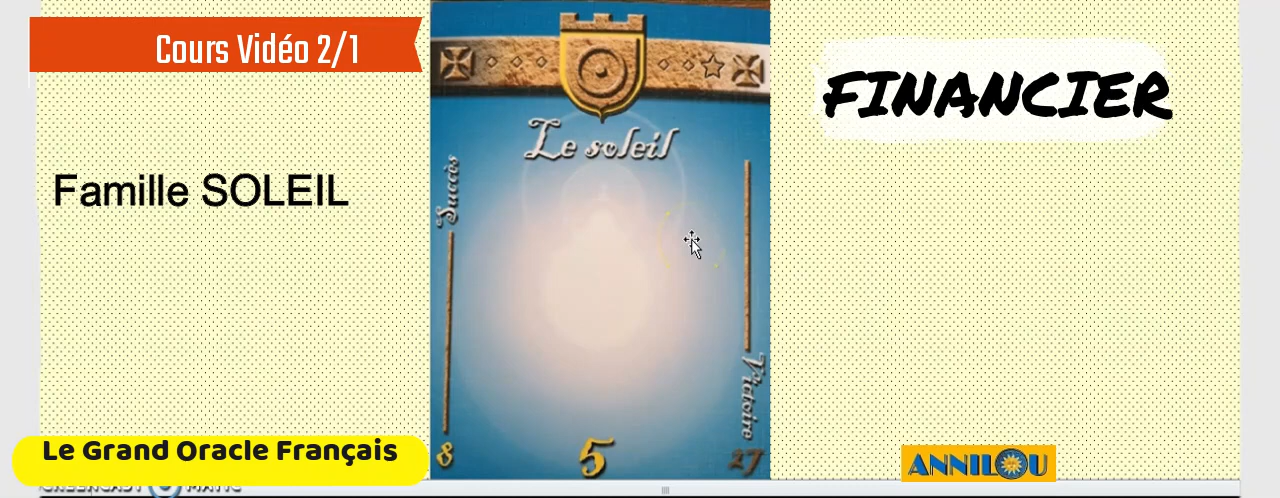 Cours Vidéo 2/1
FINANCIER
Famille SOLEIL
Le soleil
Succès
Victoire
8
5
27
Le Grand Oracle Français
ANNILOU